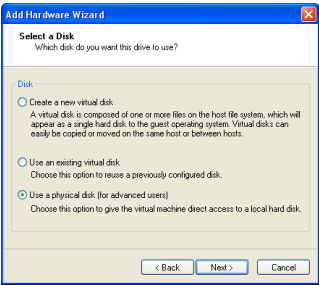 Add Hardware Wizard
Select a Disk
Which disk do you want this drive to use?
Disk
Create a new virtual disk
A virtual disk is composed of one or more files on the host file system, which will
appear as a single hard disk to the guest operating system. Virtual disks can
easily be copied or moved on the same host or between hosts.
Use an existing virtual disk
Choose this option to reuse a previously configured disk.
Use a physical disk (for advanced users)
Choose this option to give the virtual machine direct access to a local hard disk.
< Back Next > Cancel